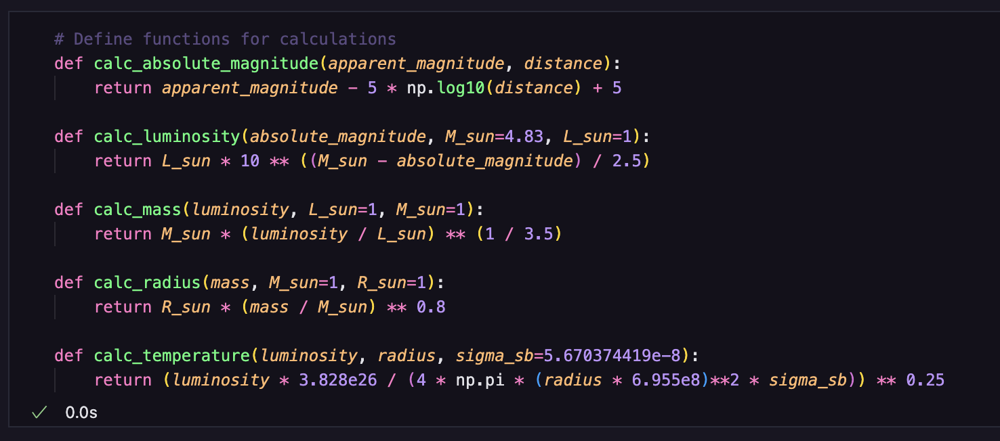 # Define functions for calculations
def calc_absolute_magnitude(apparent_magnitude, distance):
    return apparent_magnitude - 5 * np.log10(distance) + 5

def calc_luminosity(absolute_magnitude, M_sun=4.83, L_sun=1):
    return L_sun * 10 ** ((M_sun - absolute_magnitude) / 2.5)

def calc_mass(luminosity, L_sun=1, M_sun=1):
    return M_sun * (luminosity / L_sun) ** (1 / 3.5)

def calc_radius(mass, M_sun=1, R_sun=1):
    return R_sun * (mass / M_sun) ** 0.8

def calc_temperature(luminosity, radius, sigma_sb=5.670374419e-8):
    return (luminosity * 3.828e26 / (4 * np.pi * (radius * 6.955e8)**2 * sigma_sb)) ** 0.25
✓ 0.0s